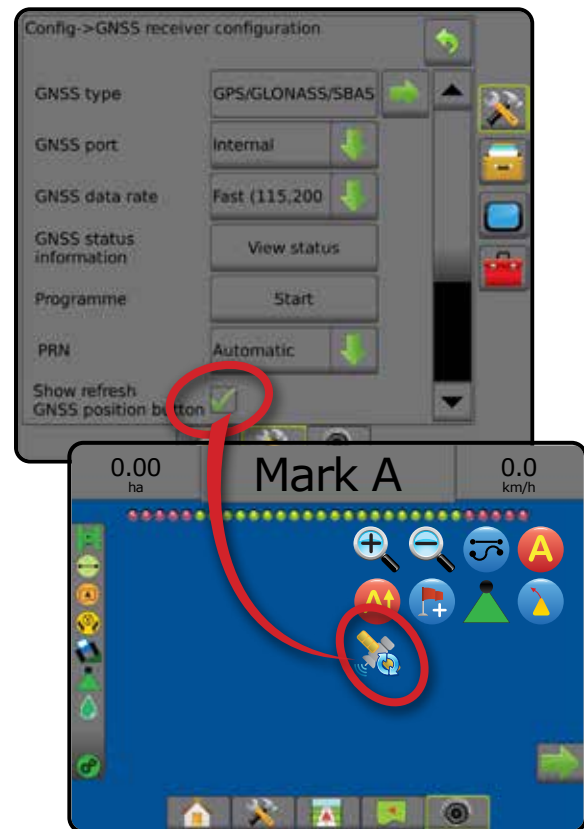 Config->GNSS receiver configuration
GNSS type GPS/GLONASS/SBAS
GNSS port Internal
GNSS data rate Fast (115,200
GNSS status
information
View status
Programme Start
PRN Automatic
Show refresh
GNSS position button
0.00
ha
Mark A
0.0
km/h
A
A